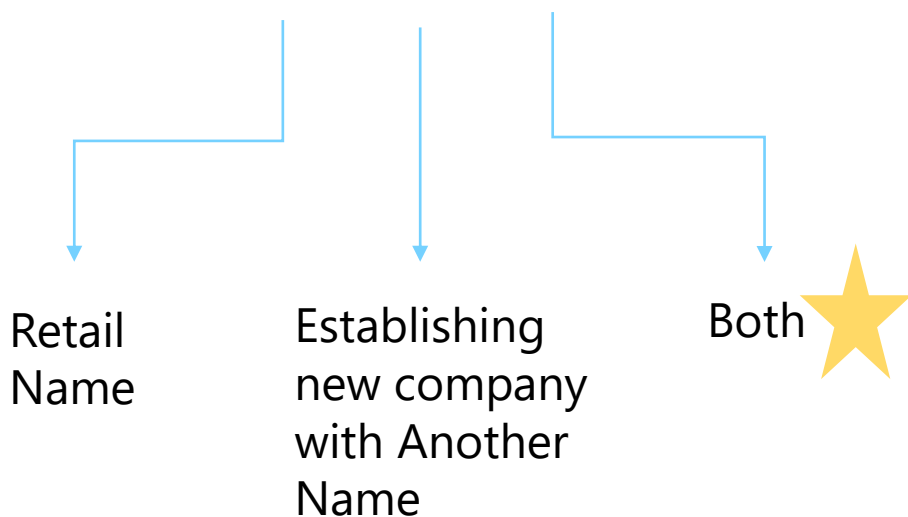 Retail
Name
Establishing
new company
with Another
Name
Both